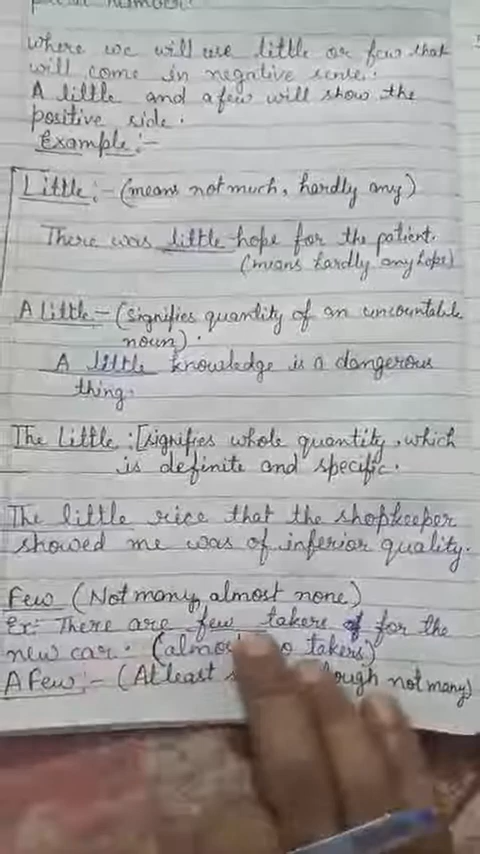 where we will use little or few that
will come in negative sense.
A little and a few will show the
positive side.
Example :-
Little :- (means not much, hardly any)
There was little hope for the patient.
(means hardly any hope)
A Little - (signifies quantity of an uncountable
noun).
A little knowledge is a dangerous
thing.
The Little : [signifies whole quantity, which
is definite and specific.
The little rice that the shopkeeper
showed me was of inferior quality.
Few (Not many, almost none)
Ex: There are few takers for the
new car. (almost takers)
A Few :- (At least not many)